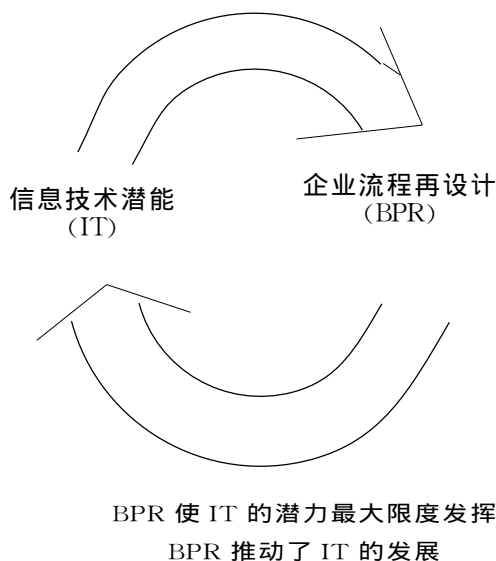 信息技术潜能
(IT)
企业流程再设计
(BPR)
BPR 使 IT 的潜力最大限度发挥
BPR 推动了 IT 的发展